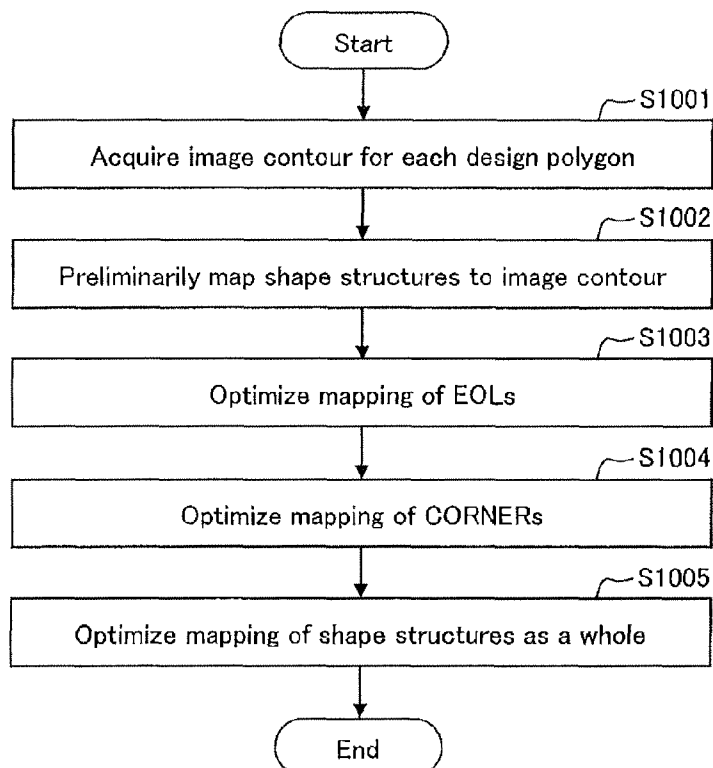 Start
S1001
Acquire image contour for each design polygon
S1002
Preliminarily map shape structures to image contour
S1003
Optimize mapping of EOLs
S1004
Optimize mapping of CORNERs
S1005
Optimize mapping of shape structures as a whole
End